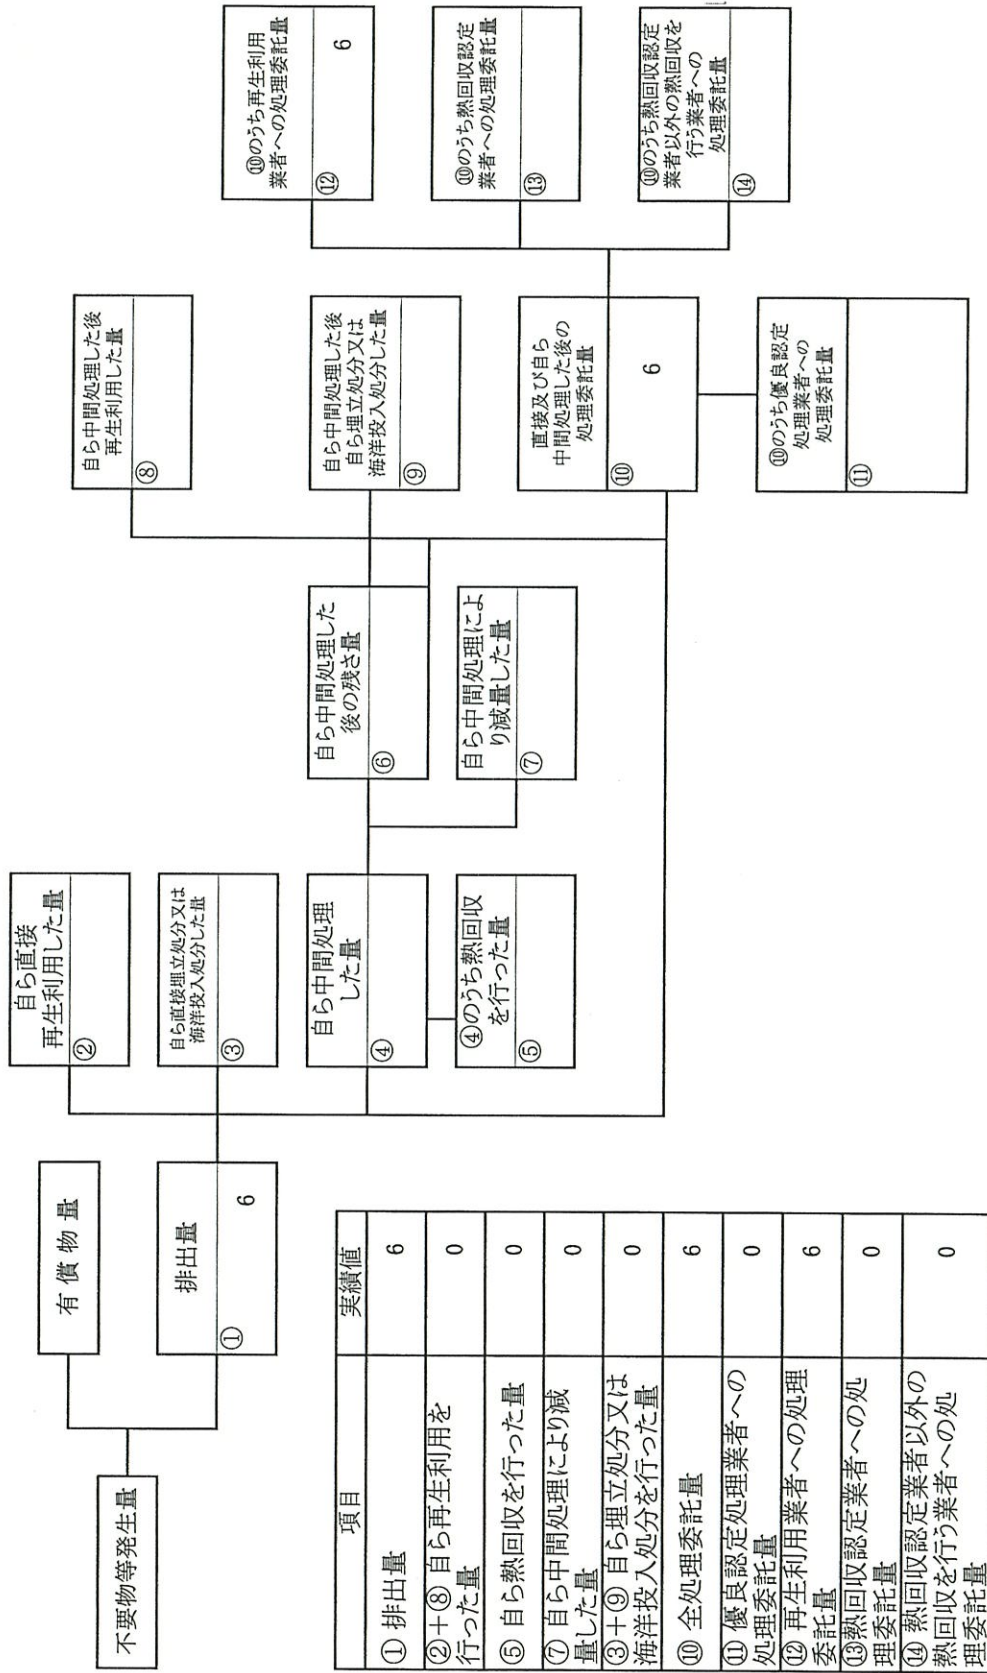 不要物等発生量
有償物量
排出量
①
6
自ら直接
再生利用した量
②
自ら直接埋立処分又は
海洋投入処分した量
③
自ら中間処理
した量
④
④のうち熱回収
を行った量
⑤
自ら中間処理した
後の残さ量
⑥
自ら中間処理によ
り減量した量
⑦
自ら中間処理した後
再生利用した量
⑧
自ら中間処理した後
自ら埋立処分又は
海洋投入処分した量
⑨
直接及び自ら
中間処理した後の
処理委託量
⑩
6
⑩のうち優良認定
処理業者への
処理委託量
⑪
⑩のうち再生利用
業者への処理委託量
⑫
6
⑩のうち熱回収認定
業者への処理委託量
⑬
⑩のうち熱回収認定
業者以外の熱回収を
行う業者への
処理委託量
⑭
項目 実績値
① 排出量 6
②+⑧ 自ら再生利用を
行った量 0
⑤ 自ら熱回収を行った量 0
⑦ 自ら中間処理により減
量した量 0
③+⑨ 自ら埋立処分又は
海洋投入処分を行った量 0
⑩ 全処理委託量 6
⑪ 優良認定処理業者への
処理委託量 0
⑫ 再生利用業者への処理
委託量 6
⑬熱回収認定業者への処
理委託量 0
⑭ 熱回収認定業者以外の
熱回収を行う業者への処
理委託量 0